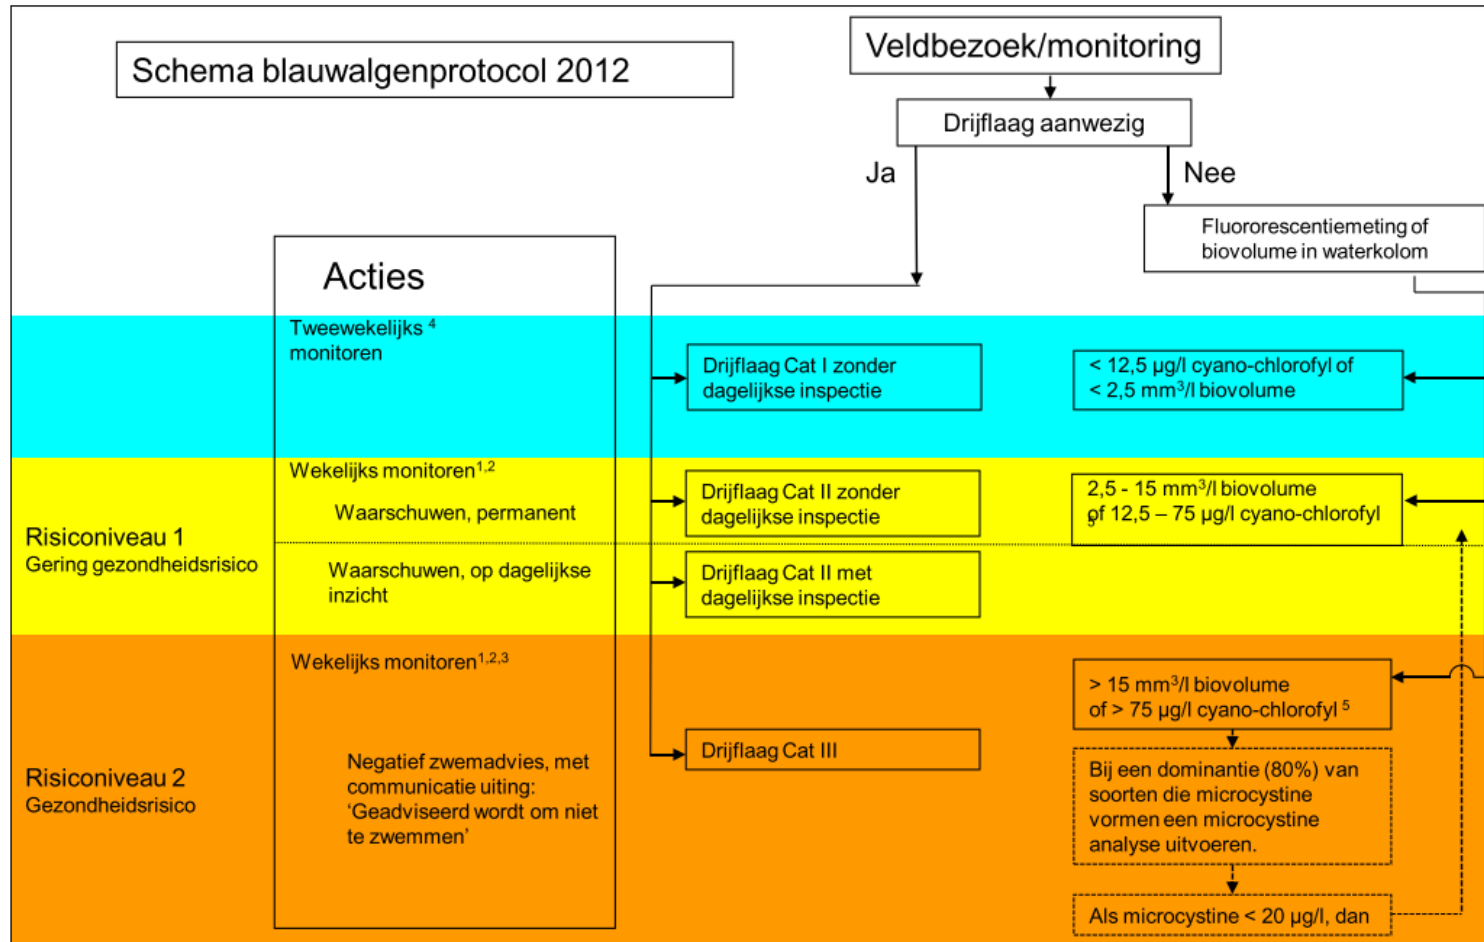 Schema blauwalgenprotocol 2012
Veldbezoek/monitoring
Drijflaag aanwezig
Ja
Nee
Fluororescentiemeting of
biovolume in waterkolom
Acties
Tweewekelijks 4
monitoren
Drijflaag Cat I zonder
dagelijkse inspectie
< 12,5 µg/l cyano-chlorofyl of
< 2,5 mm³/l biovolume
Risiconiveau 1
Gering gezondheidsrisico
Wekelijks monitoren1,2
Waarschuwen, permanent
Waarschuwen, op dagelijkse
inzicht
Drijflaag Cat II zonder
dagelijkse inspectie
Drijflaag Cat II met
dagelijkse inspectie
2,5 - 15 mm³/l biovolume
of 12,5 – 75 µg/l cyano-chlorofyl
5
Risiconiveau 2
Gezondheidsrisico
Wekelijks monitoren1,2,3
Negatief zwemadvies, met
communicatie uiting:
‘Geadviseerd wordt om niet
te zwemmen’
Drijflaag Cat III
> 15 mm³/l biovolume
of > 75 µg/l cyano-chlorofyl 5
Bij een dominantie (80%) van
soorten die microcystine
vormen een microcystine
analyse uitvoeren.
Als microcystine < 20 µg/l, dan